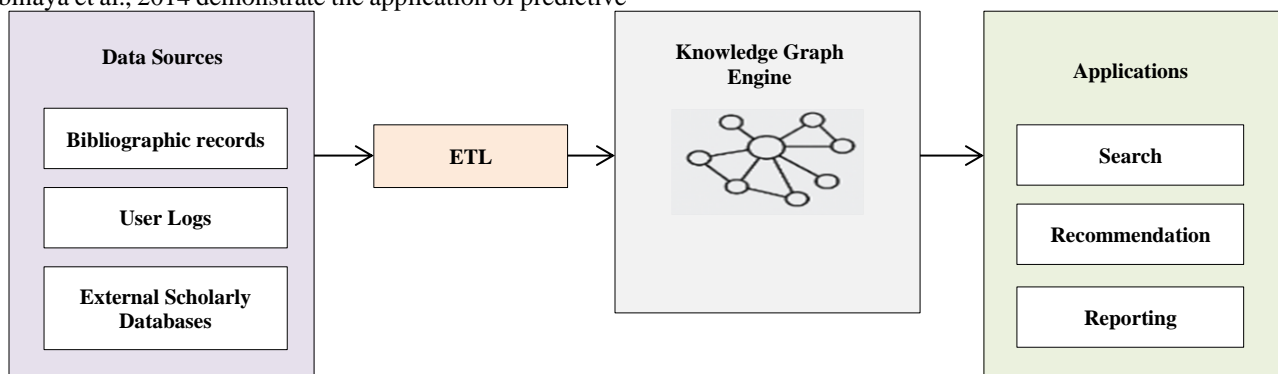 et al., 2014 demonstrate the application of predictive
Data Sources
Bibliographic records
User Logs
External Scholarly
Databases
ETL
Knowledge Graph
Engine
Applications
Search
Recommendation
Reporting